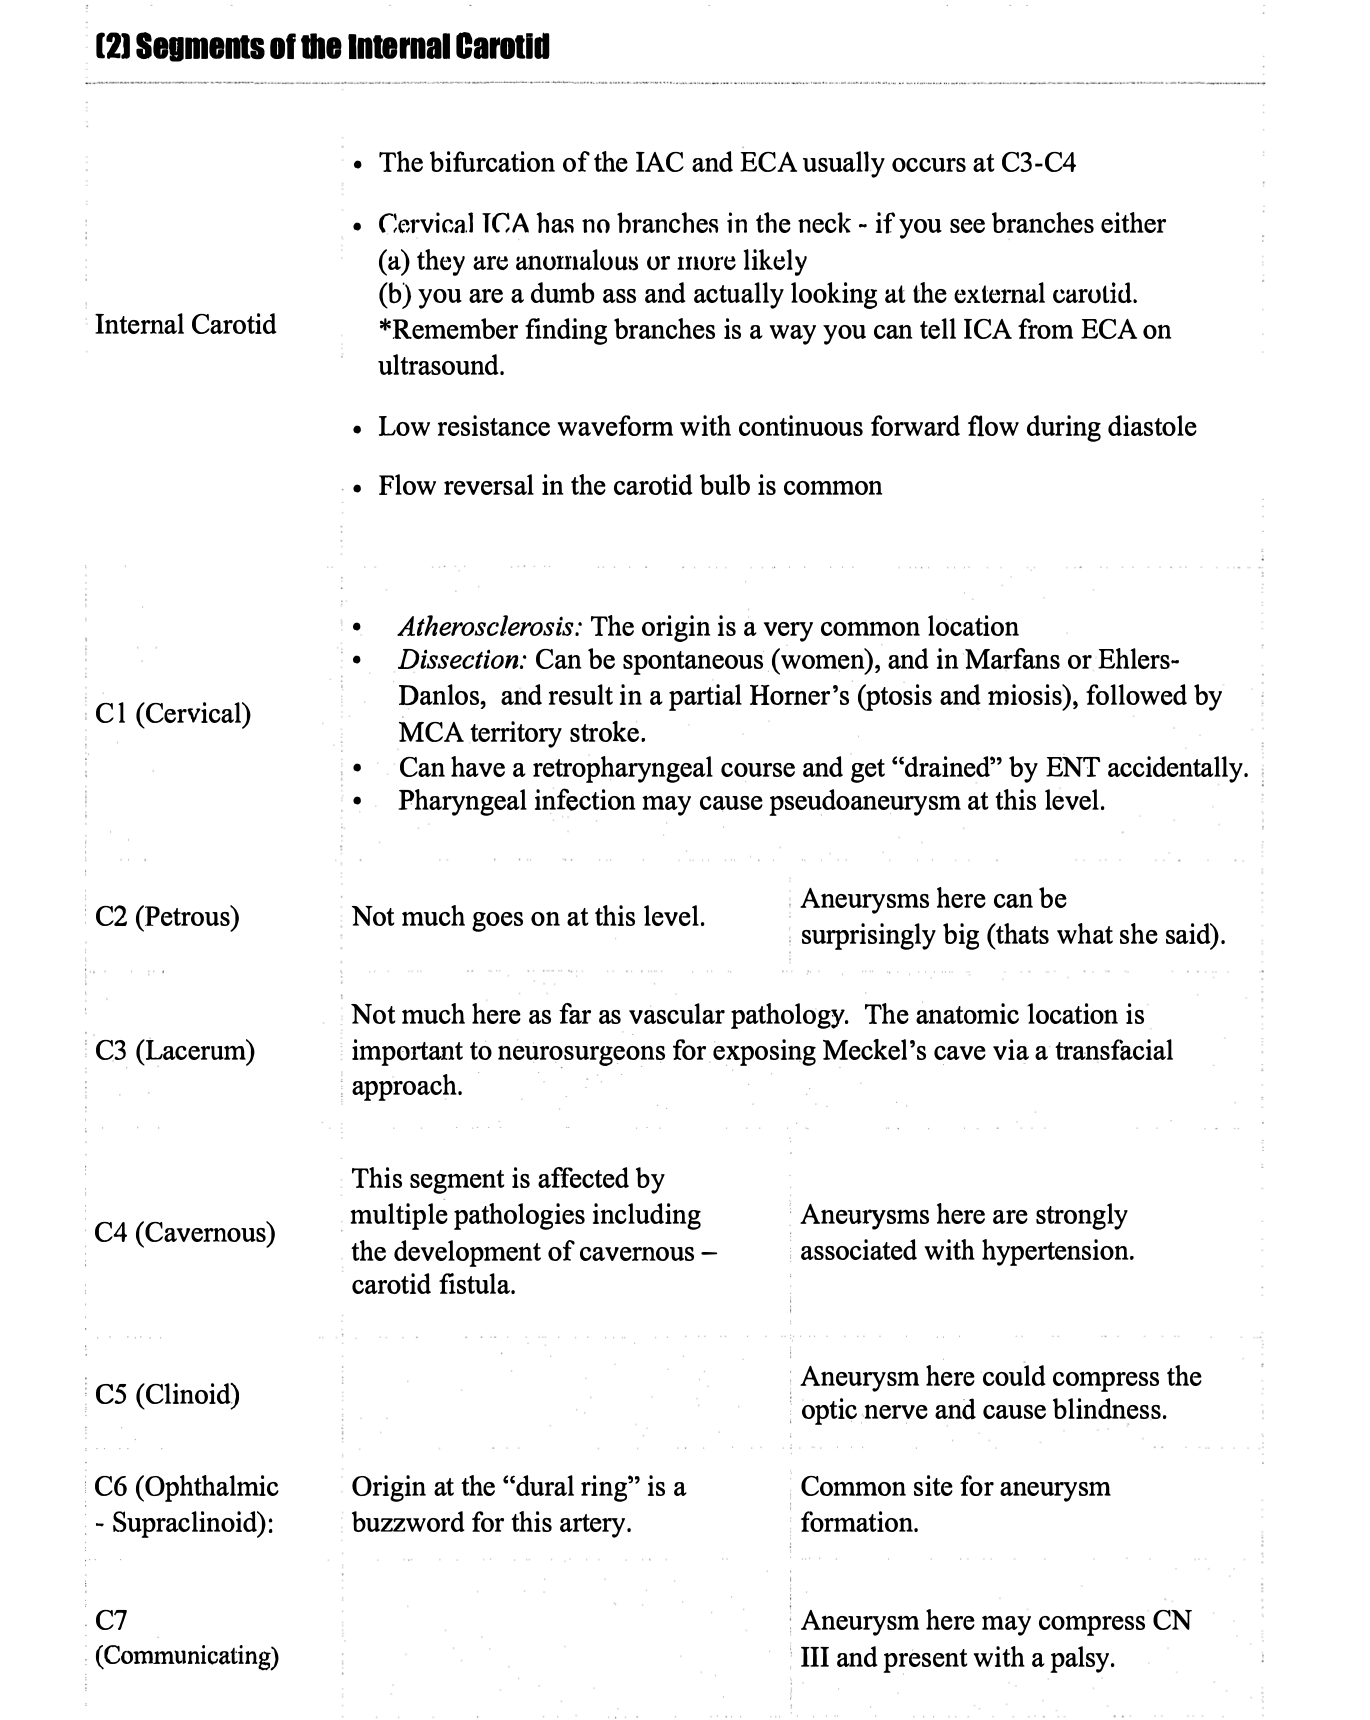 (2) Segments of the Internal Carotid
Internal Carotid
• The bifurcation of the IAC and ECA usually occurs at C3-C4
• Cervical ICA has no branches in the neck - if you see branches either
(a) they are anomalous or more likely
(b) you are a dumb ass and actually looking at the external carotid.
*Remember finding branches is a way you can tell ICA from ECA on
ultrasound.
• Low resistance waveform with continuous forward flow during diastole
• Flow reversal in the carotid bulb is common
C1 (Cervical)
• Atherosclerosis: The origin is a very common location
• Dissection: Can be spontaneous (women), and in Marfans or Ehlers-
Danlos, and result in a partial Horner's (ptosis and miosis), followed by
MCA territory stroke.
• Can have a retropharyngeal course and get “drained” by ENT accidentally.
• Pharyngeal infection may cause pseudoaneurysm at this level.
C2 (Petrous)
Not much goes on at this level.
Aneurysms here can be
surprisingly big (thats what she said).
C3 (Lacerum)
Not much here as far as vascular pathology. The anatomic location is
important to neurosurgeons for exposing Meckel's cave via a transfacial
approach.
C4 (Cavernous)
This segment is affected by
multiple pathologies including
the development of cavernous –
carotid fistula.
Aneurysms here are strongly
associated with hypertension.
C5 (Clinoid)
Aneurysm here could compress the
optic nerve and cause blindness.
C6 (Ophthalmic
- Supraclinoid):
Origin at the “dural ring” is a
buzzword for this artery.
Common site for aneurysm
formation.
C7
(Communicating)
Aneurysm here may compress CN
III and present with a palsy.